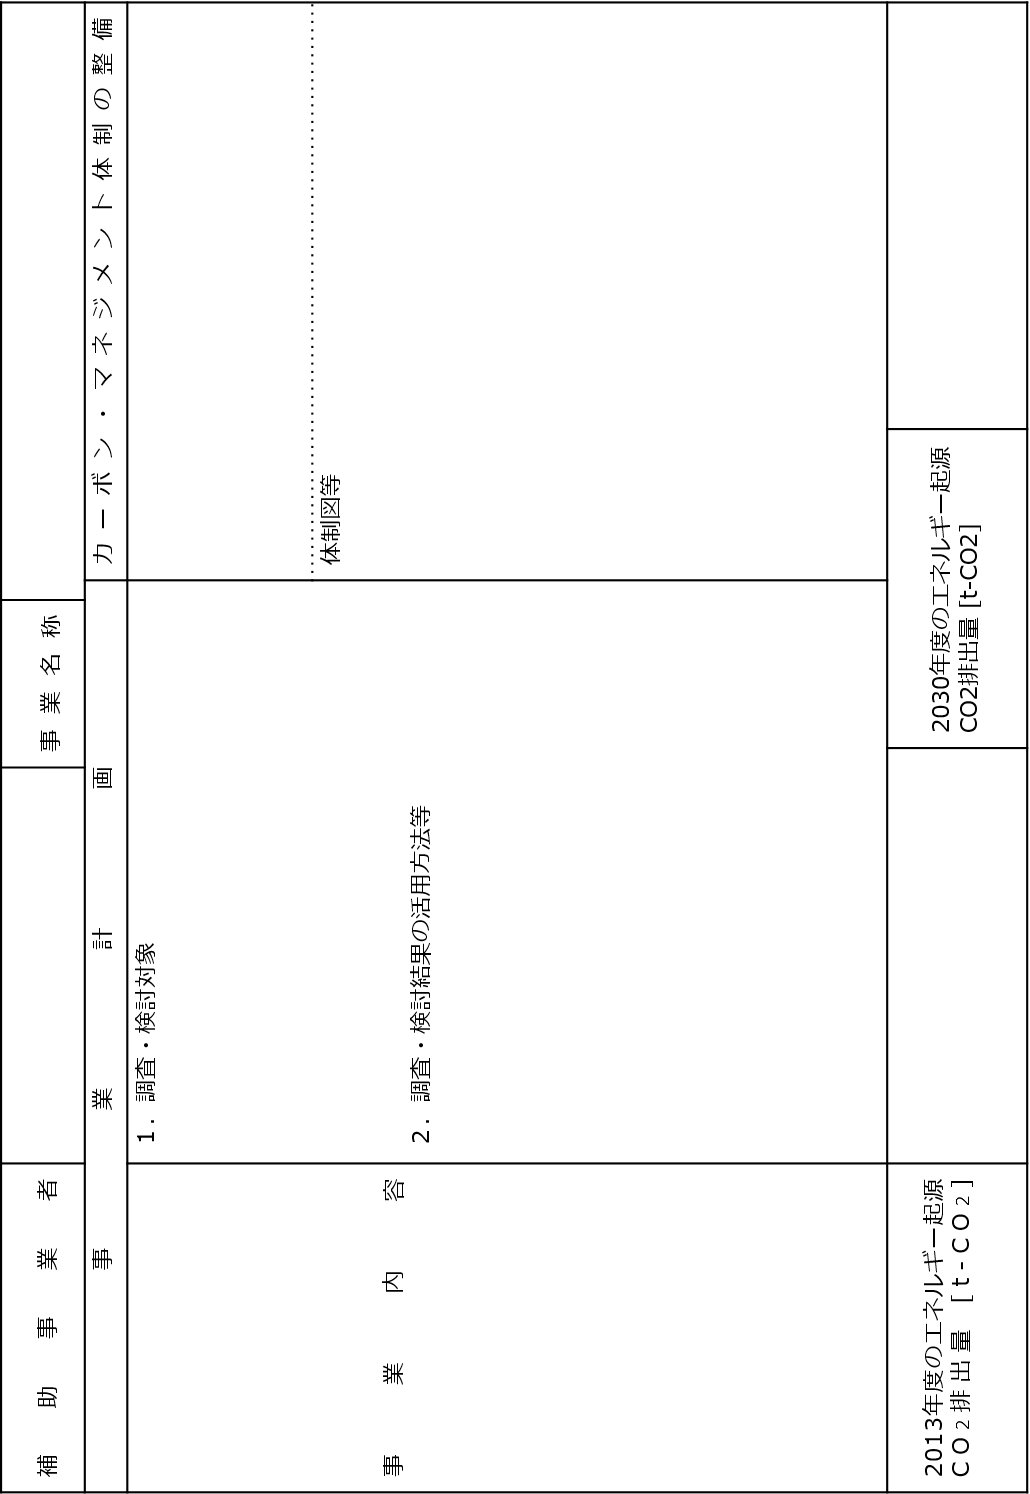 補助事業者
事業名称
事業計画
カーボン・マネジメント体制の整備
事業内容
1．調査・検討対象
2．調査・検討結果の活用方法等
体制図等
2013年度のエネルギー起源
CO2排出量 [t-CO2]
2030年度のエネルギー起源
CO2排出量 [t-CO2]